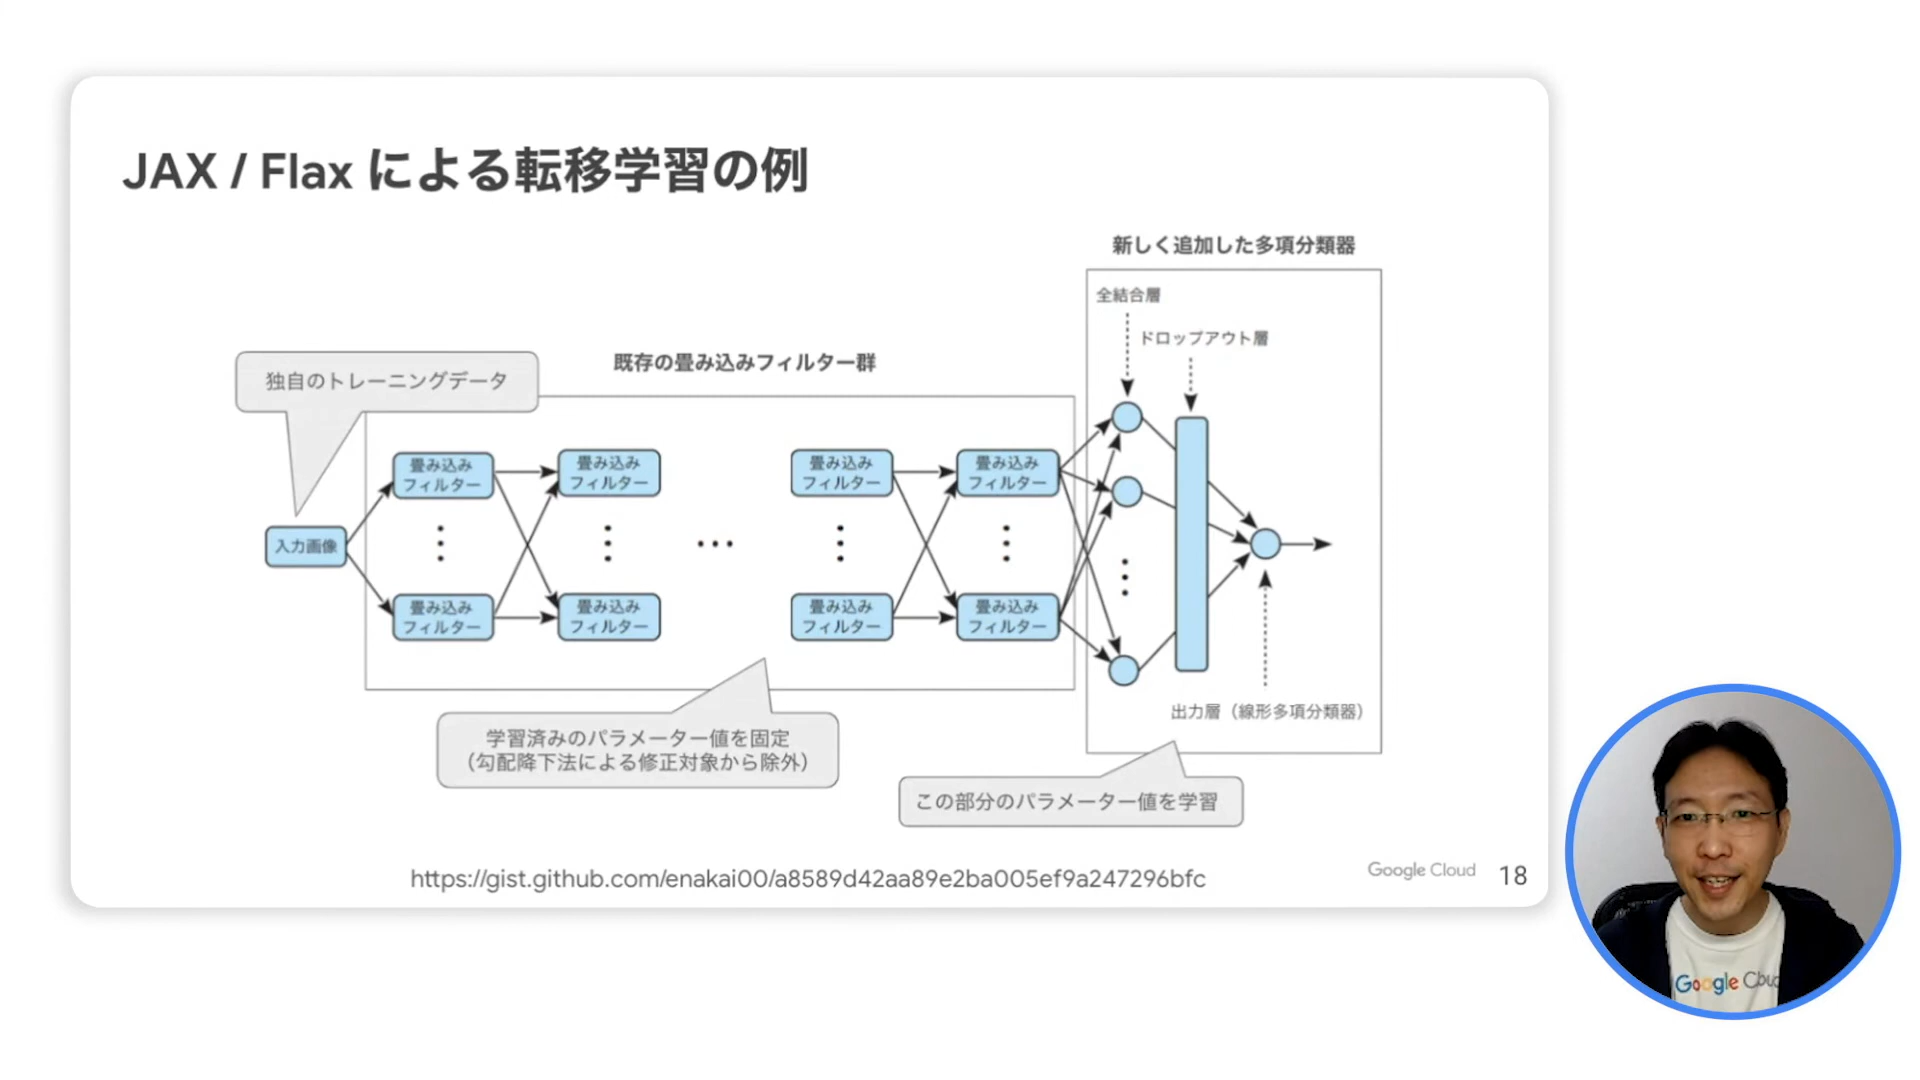 JAX / Flax による転移学習の例
新しく追加した多項分類器
全結合層
ドロップアウト層
既存の畳み込みフィルター群
独自のトレーニングデータ
畳み込み
フィルター
畳み込み
フィルター
畳み込み
フィルター
畳み込み
フィルター
入力画像
畳み込み
フィルター
畳み込み
フィルター
畳み込み
フィルター
畳み込み
フィルター
出力層（線形多項分類器）
学習済みのパラメーター値を固定
（勾配降下法による修正対象から除外）
この部分のパラメーター値を学習
https://gist.github.com/enakai00/a8589d42aa89e2ba005ef9a247296bfc
Google Cloud
18
Google Cloud